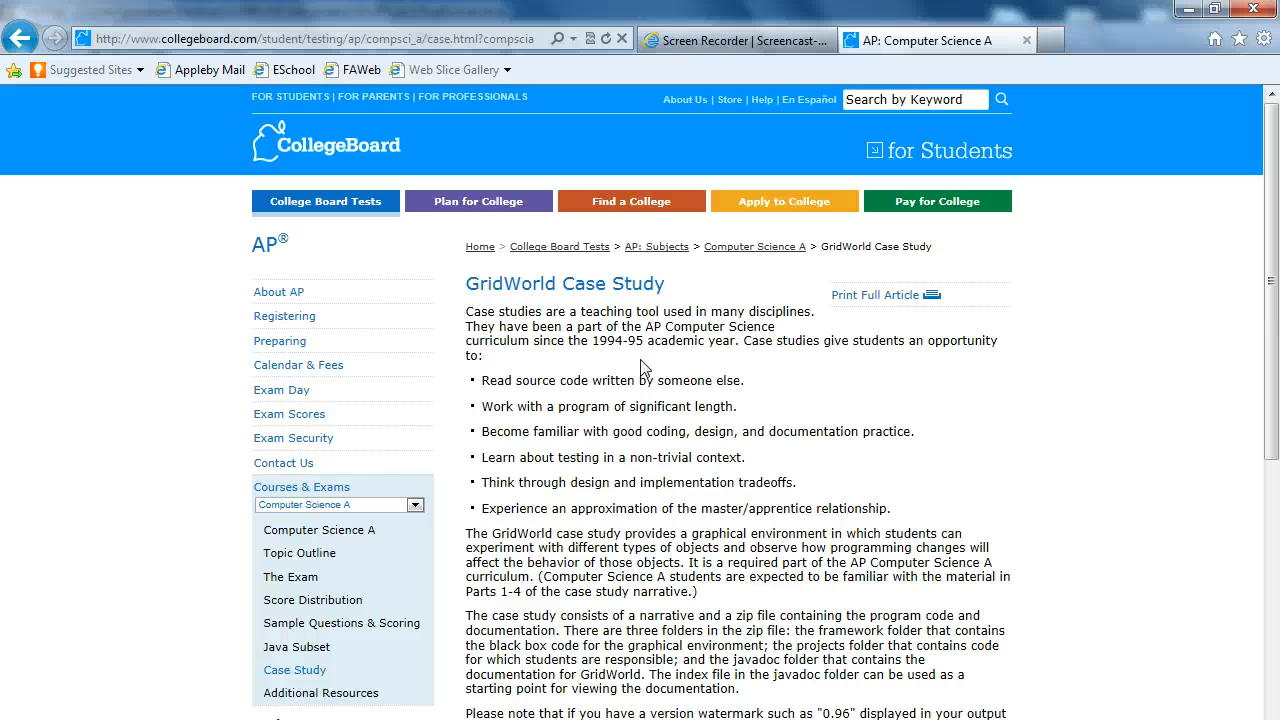 http://www.collegeboard.com/student/testing/ap/compsci_a/case.html?compscia
Screen Recorder | Screencast-...
AP: Computer Science A
Suggested Sites
Appleby Mail
ESchool
FAWeb
Web Slice Gallery
FOR STUDENTS | FOR PARENTS | FOR PROFESSIONALS
About Us | Store | Help | En Español
Search by Keyword
CollegeBoard
for Students
College Board Tests
Plan for College
Find a College
Apply to College
Pay for College
AP®
Home > College Board Tests > AP: Subjects > Computer Science A > GridWorld Case Study
About AP
Registering
Preparing
Calendar & Fees
Exam Day
Exam Scores
Exam Security
Contact Us
Courses & Exams
Computer Science A
Computer Science A
Topic Outline
The Exam
Score Distribution
Sample Questions & Scoring
Java Subset
Case Study
Additional Resources
GridWorld Case Study
Print Full Article
Case studies are a teaching tool used in many disciplines.
They have been a part of the AP Computer Science
curriculum since the 1994-95 academic year. Case studies give students an opportunity
to:
▪ Read source code written by someone else.
▪ Work with a program of significant length.
▪ Become familiar with good coding, design, and documentation practice.
▪ Learn about testing in a non-trivial context.
▪ Think through design and implementation tradeoffs.
▪ Experience an approximation of the master/apprentice relationship.
The GridWorld case study provides a graphical environment in which students can
experiment with different types of objects and observe how programming changes will
affect the behavior of those objects. It is a required part of the AP Computer Science A
curriculum. (Computer Science A students are expected to be familiar with the material in
Parts 1-4 of the case study narrative.)
The case study consists of a narrative and a zip file containing the program code and
documentation. There are three folders in the zip file: the framework folder that contains
the black box code for the graphical environment; the projects folder that contains code
for which students are responsible; and the javadoc folder that contains the
documentation for GridWorld. The index file in the javadoc folder can be used as a
starting point for viewing the documentation.
Please note that if you have a version watermark such as "0.96" displayed in your output